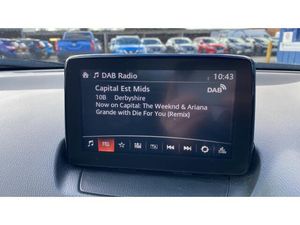 DAB Radio
10:43
Capital Est Mids
DAB
10B Derbyshire
Now on Capital: The Weeknd & Ariana
Grande with Die For You (Remix)